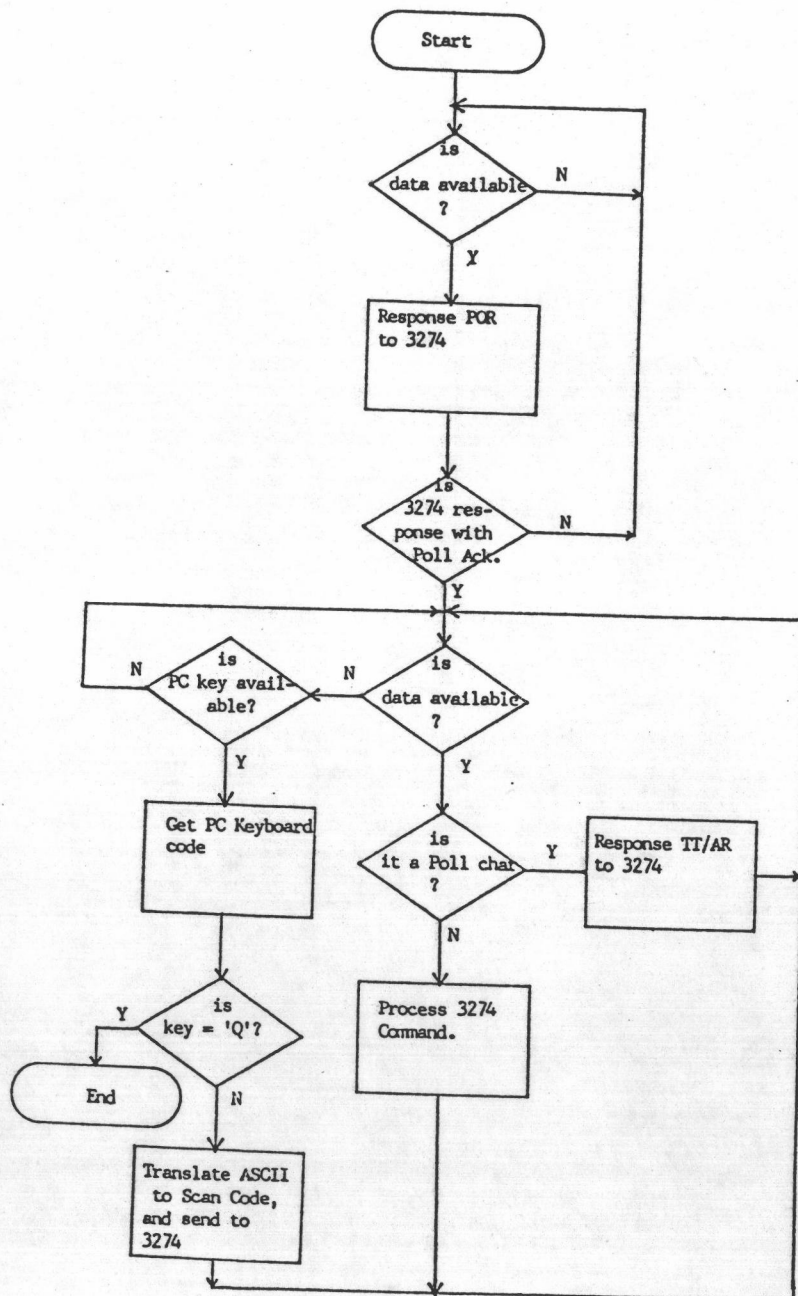 Start
is
data available
?
N
Y
Response POR
to 3274
is
3274 res-
ponse with
Poll Ack.
N
Y
is
PC key avail-
able?
N
Y
is
data available
?
N
Y
Get PC Keyboard
code
is
it a Poll char
?
Y
N
Response TT/AR
to 3274
is
key = 'Q'?
Y
N
End
Process 3274
Command.
Translate ASCII
to Scan Code,
and send to
3274